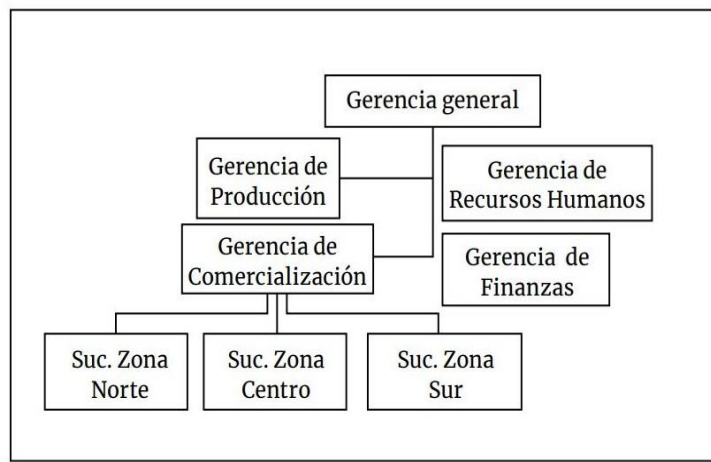 Gerencia general
Gerencia de
Producción
Gerencia de
Recursos Humanos
Gerencia de
Comercialización
Gerencia de
Finanzas
Suc. Zona
Norte
Suc. Zona
Centro
Suc. Zona
Sur